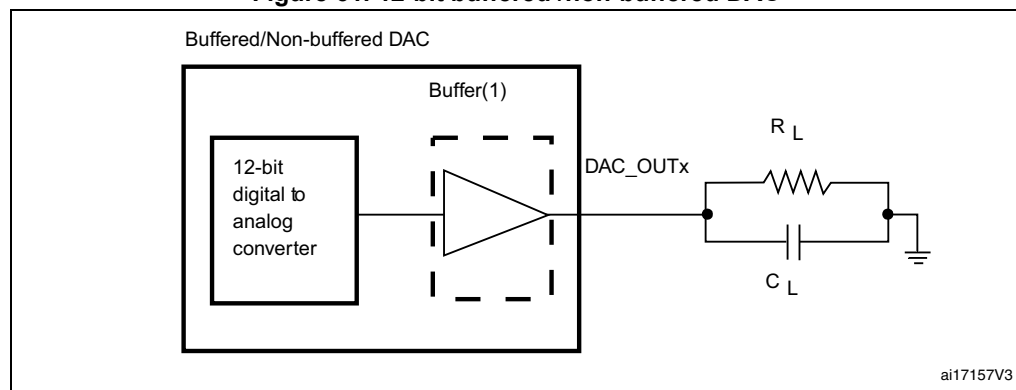 Buffered/Non-buffered DAC
Buffer(1)
12-bit
digital to
analog
converter
DAC_OUTx
R L
C L
ai17157V3